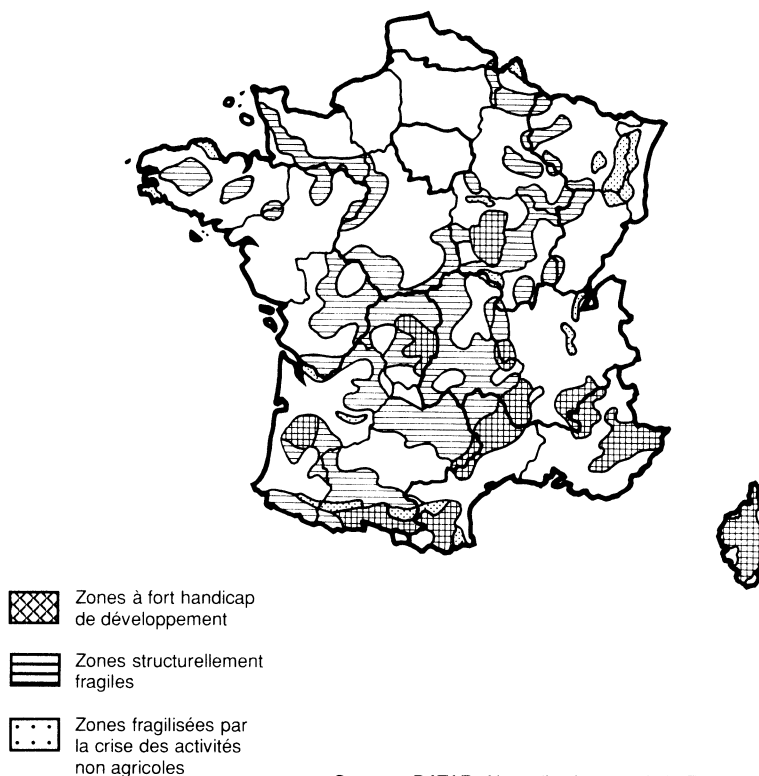 Zones à fort handicap
de développement
Zones structurellement
fragiles
Zones fragilisées par
la crise des activités
non agricoles